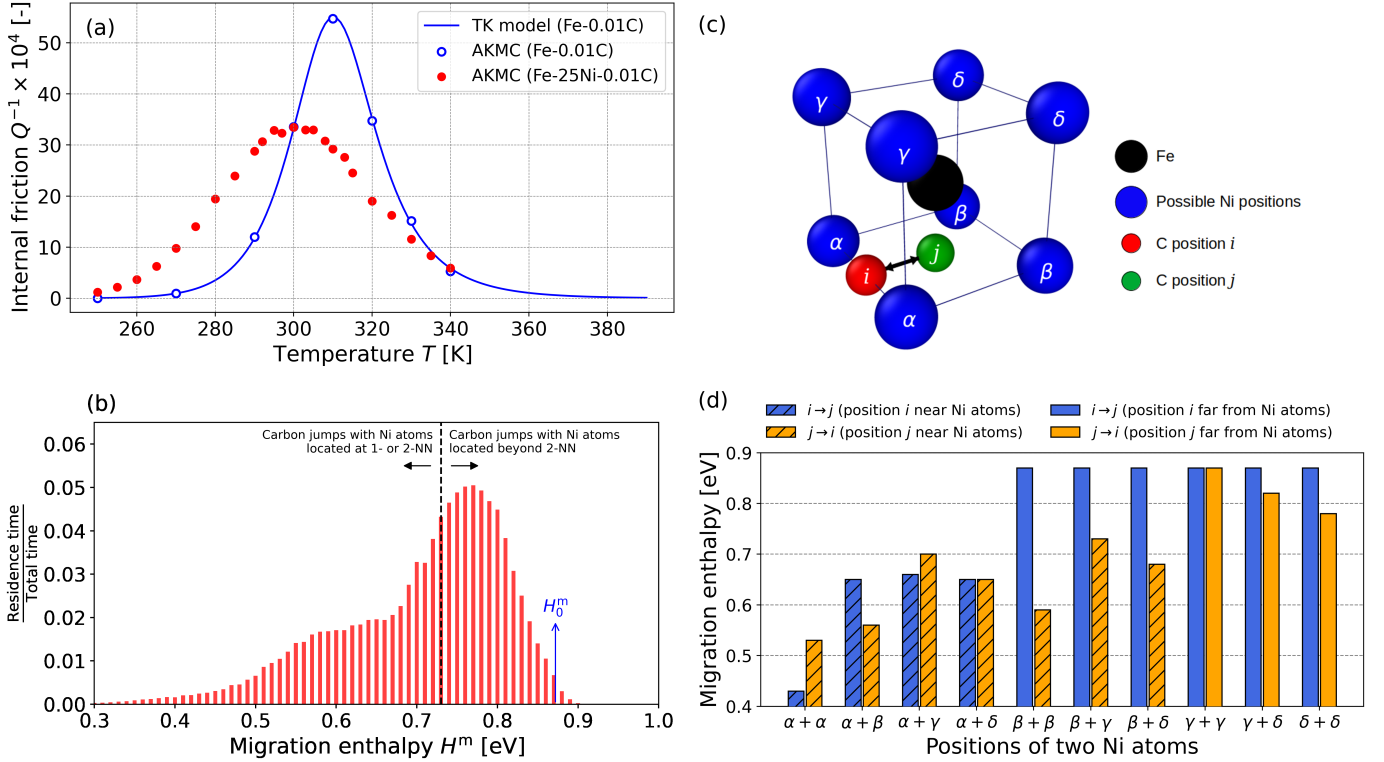 (a)
TK model (Fe-0.01C)
AKMC (Fe-0.01C)
AKMC (Fe-25Ni-0.01C)
Internal friction Q⁻¹ × 10⁴ [-]
50
40
30
20
10
0
260 280 300 320 340 360 380
Temperature T [K]
(b)
Carbon jumps with Ni atoms
located at 1- or 2-NN
Carbon jumps with Ni atoms
located beyond 2-NN
Residence time
Total time
0.06
0.05
0.04
0.03
0.02
0.01
0.00
H₀ᵐ
0.3 0.4 0.5 0.6 0.7 0.8 0.9 1.0
Migration enthalpy Hᵐ [eV]
(c)
δ
γ
δ
γ
β
α
j
i
β
α
Fe
Possible Ni positions
C position i
C position j
(d)
i→j (position i near Ni atoms)
j→i (position j near Ni atoms)
i→j (position i far from Ni atoms)
j→i (position j far from Ni atoms)
Migration enthalpy [eV]
0.9
0.8
0.7
0.6
0.5
0.4
α + α α + β α + γ α + δ β + β β + γ β + δ γ + γ γ + δ δ + δ
Positions of two Ni atoms